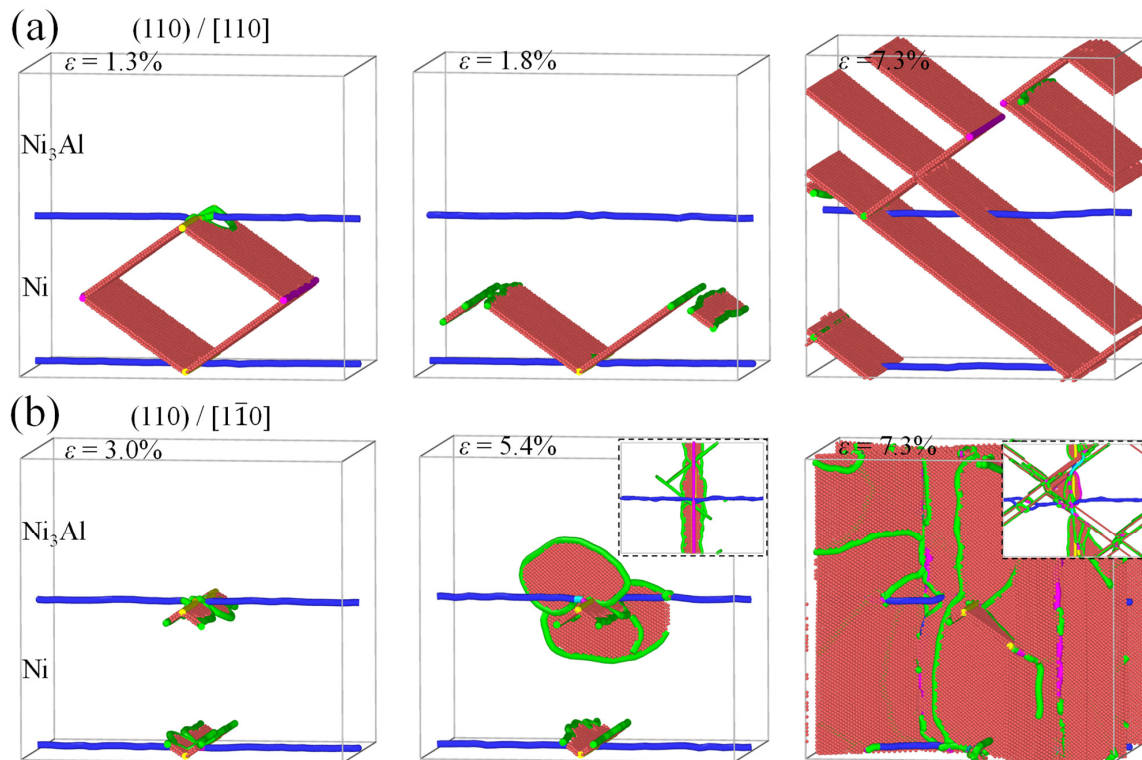 (a) (110) / [110]
ε = 1.3%
ε = 1.8%
ε = 7.3%
Ni₃Al
Ni
(b) (110) / [11̄0]
ε = 3.0%
ε = 5.4%
ε = 7.3%
Ni₃Al
Ni